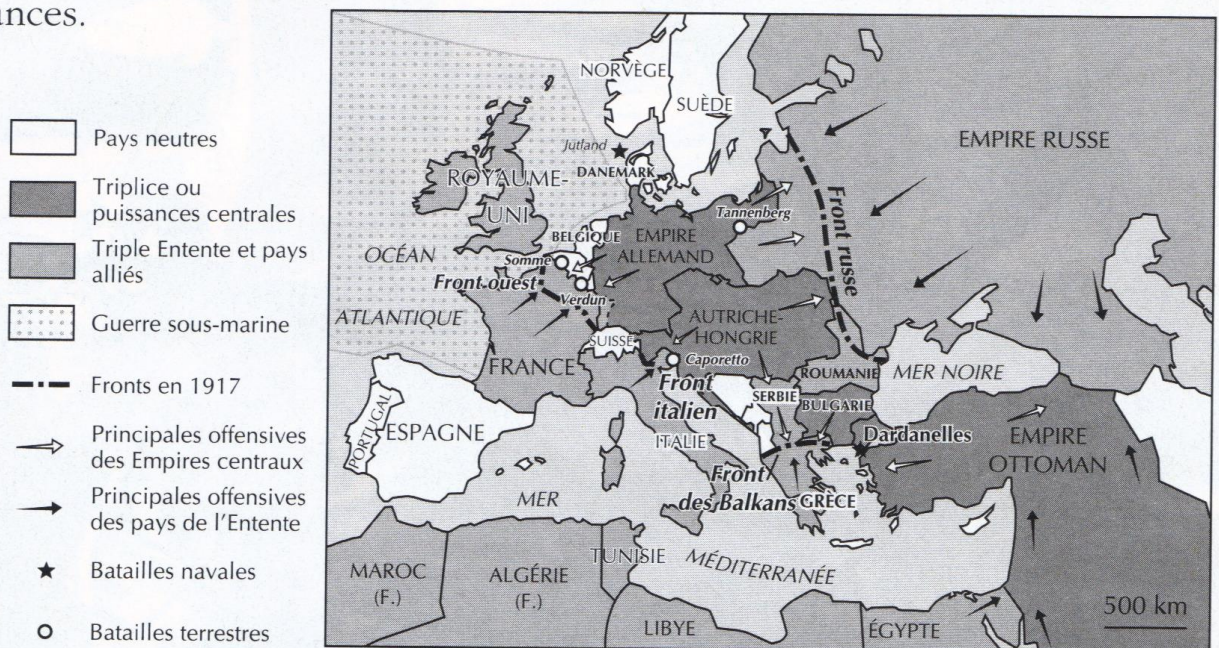 ances.
Pays neutres
Triplice ou
puissances centrales
Triple Entente et pays
alliés
Guerre sous-marine
Fronts en 1917
Principales offensives
des Empires centraux
Principales offensives
des pays de l'Entente
Batailles navales
Batailles terrestres
NORVÈGE
SUÈDE
EMPIRE RUSSE
Jutland
DANEMARK
ROYAUME-
UNI
Tannenberg
Front russe
BELGIQUE
EMPIRE
ALLEMAND
OCÉAN
ATLANTIQUE
Somme
Front ouest
Verdun
AUTRICHE-
HONGRIE
SUISSE
FRANCE
Caporetto
ROUMANIE
MER NOIRE
Front
italien
SERBIE
BULGARIE
PORTUGAL
ESPAGNE
ITALIE
Dardanelles
EMPIRE
OTTOMAN
Front
des Balkans
GRÈCE
MER
MÉDITERRANÉE
TUNISIE
MAROC
(F.)
ALGÉRIE
(F.)
LIBYE
ÉGYPTE
500 km